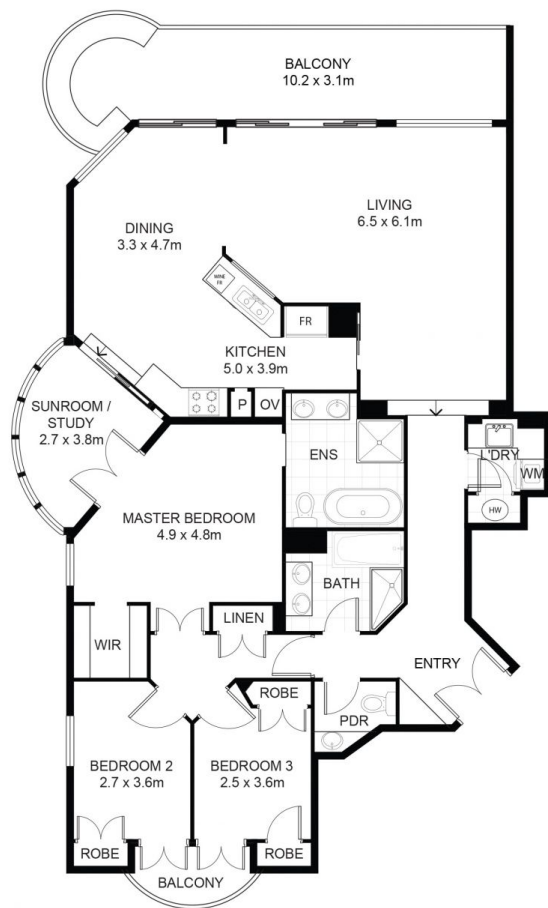 BALCONY
10.2 x 3.1m
LIVING
6.5 x 6.1m
DINING
3.3 x 4.7m
WINE
FR
FR
KITCHEN
5.0 x 3.9m
P
OV
SUNROOM /
STUDY
2.7 x 3.8m
ENS
L'DRY
WM
HW
MASTER BEDROOM
4.9 x 4.8m
BATH
LINEN
WIR
ENTRY
ROBE
PDR
BEDROOM 2
2.7 x 3.6m
BEDROOM 3
2.5 x 3.6m
ROBE
ROBE
BALCONY